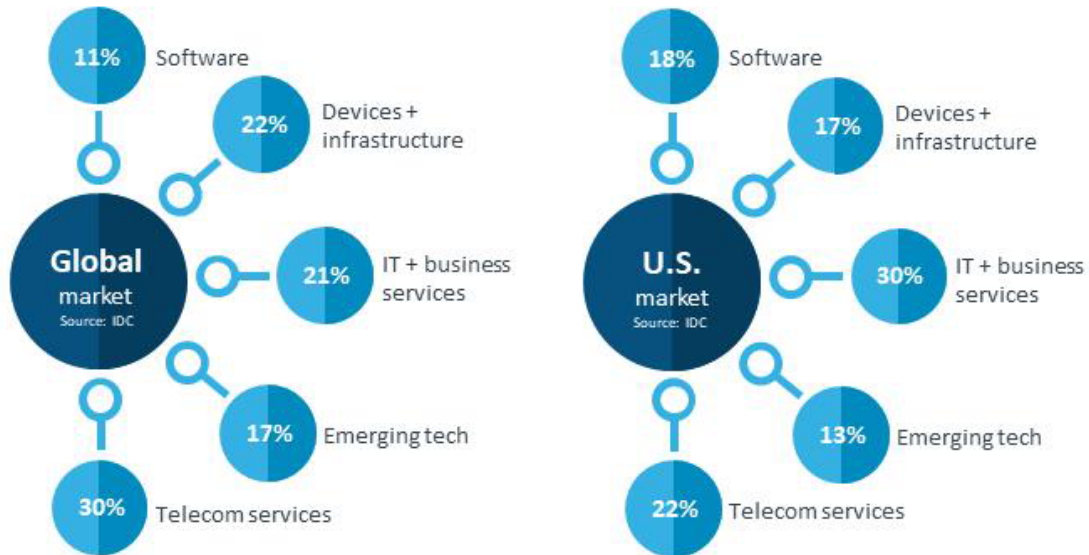 11%
Software
22%
Devices +
infrastructure
Global
market
Source: IDC
21%
IT + business
services
17%
Emerging tech
30%
Telecom services
18%
Software
17%
Devices +
infrastructure
U.S.
market
Source: IDC
30%
IT + business
services
13%
Emerging tech
22%
Telecom services